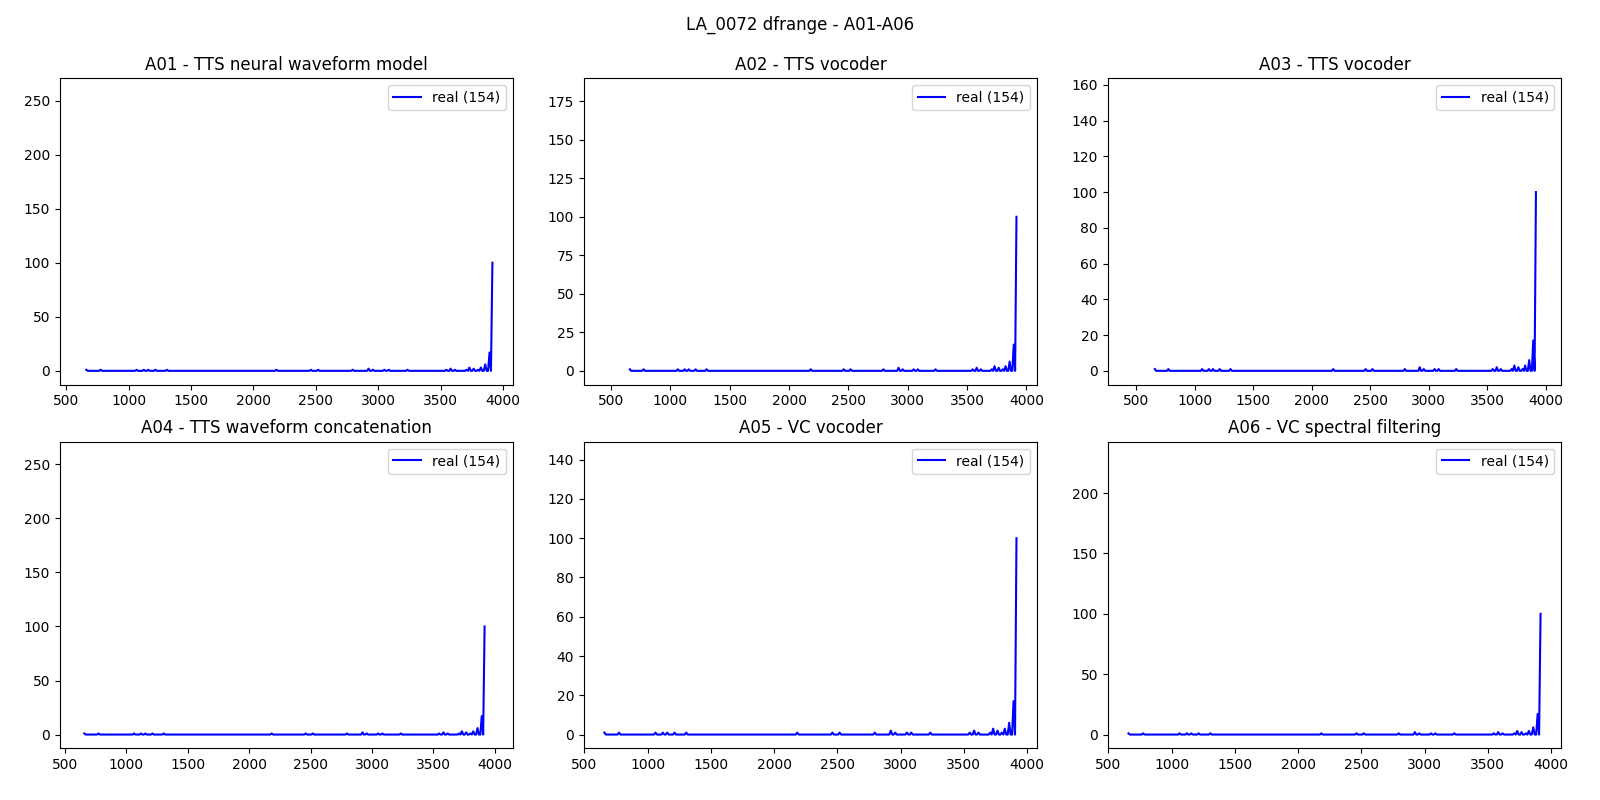 LA_0072 dfrange - A01-A06
A01 - TTS neural waveform model
real (154)
250
200
150
100
50
0
500 1000 1500 2000 2500 3000 3500 4000
A02 - TTS vocoder
real (154)
175
150
125
100
75
50
25
0
500 1000 1500 2000 2500 3000 3500 4000
A03 - TTS vocoder
real (154)
160
140
120
100
80
60
40
20
0
500 1000 1500 2000 2500 3000 3500 4000
A04 - TTS waveform concatenation
real (154)
250
200
150
100
50
0
500 1000 1500 2000 2500 3000 3500 4000
A05 - VC vocoder
real (154)
140
120
100
80
60
40
20
0
500 1000 1500 2000 2500 3000 3500 4000
A06 - VC spectral filtering
real (154)
200
150
100
50
0
500 1000 1500 2000 2500 3000 3500 4000